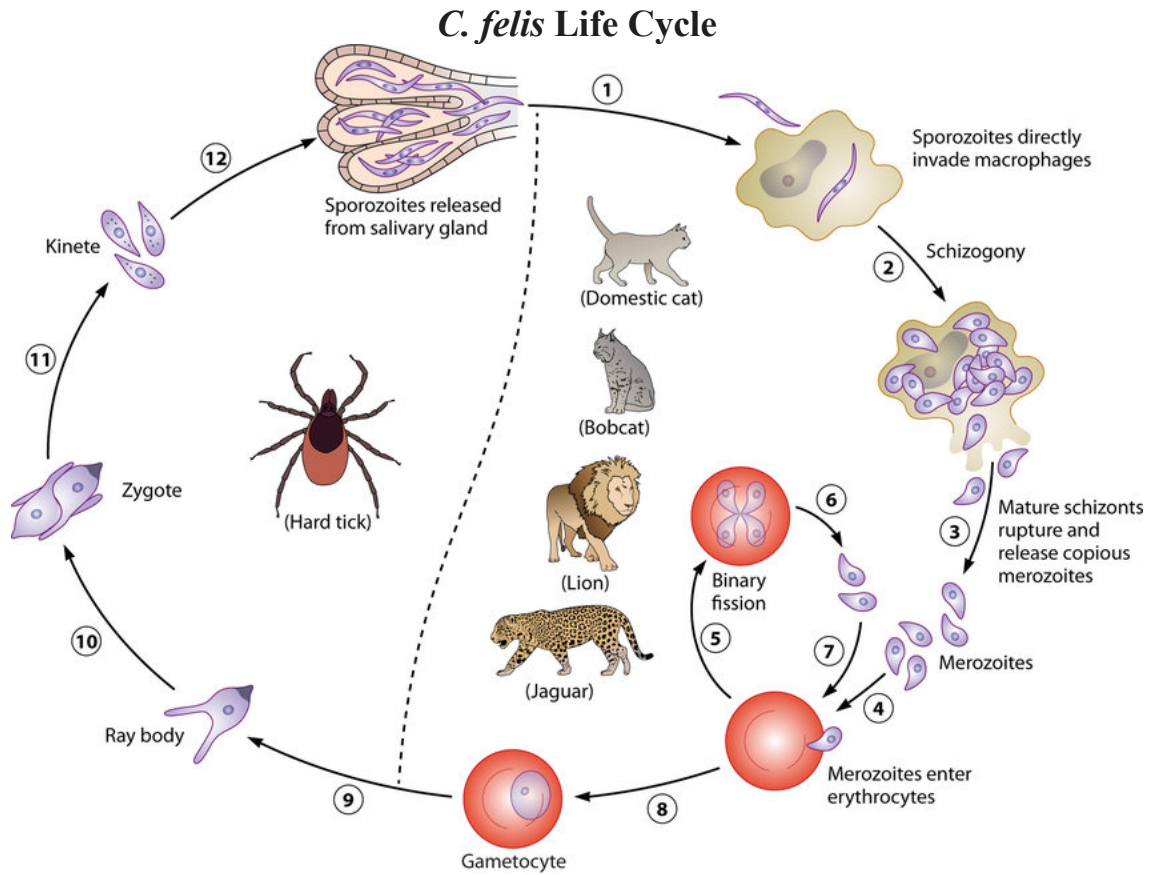 C. felis Life Cycle
1
Sporozoites directly
invade macrophages
12
Sporozoites released
from salivary gland
Kinete
2
Schizogony
(Domestic cat)
11
(Bobcat)
Zygote
(Hard tick)
6
3
Mature schizonts
rupture and
release copious
merozoites
(Lion)
Binary
fission
10
5
7
Merozoites
(Jaguar)
4
Ray body
Merozoites enter
erythrocytes
9
8
Gametocyte